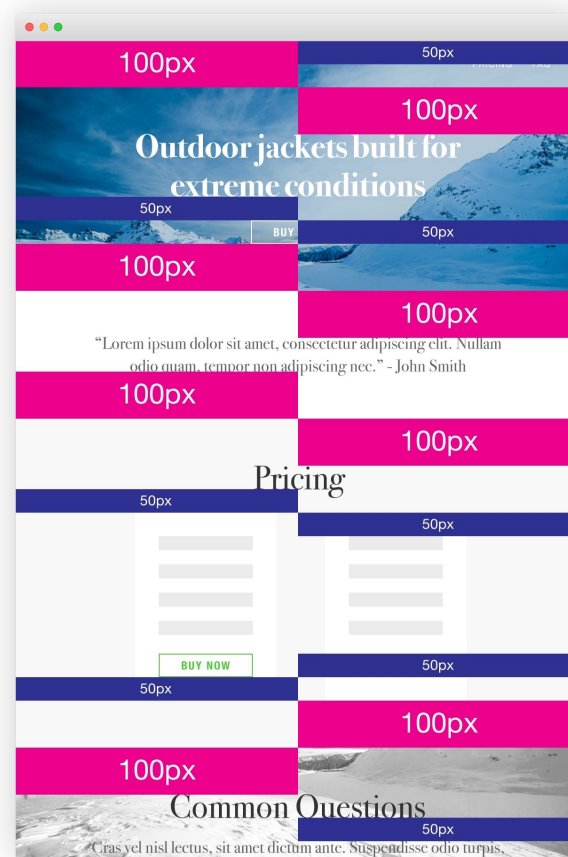 50px
100px
PRICING FAQ
100px
Outdoor jackets built for
extreme conditions
50px
BUY
50px
100px
100px
“Lorem ipsum dolor sit amet, consectetur adipiscing elit. Nullam
odio quam, tempor non adipiscing nec.” - John Smith
100px
100px
Pricing
50px
50px
BUY NOW
50px
50px
100px
100px
Common Questions
50px
Cras vel nisl lectus, sit amet dictum ante. Suspendisse odio turpis,